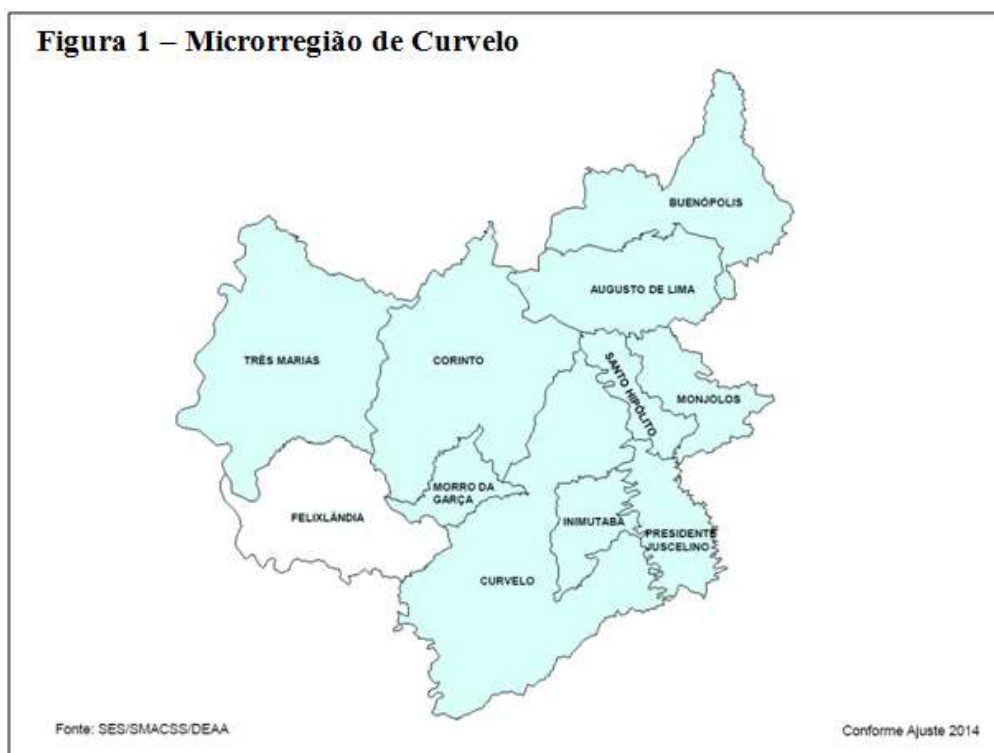 Figura 1 – Microrregião de Curvelo
BUENÓPOLIS
AUGUSTO DE LIMA
TRÊS MARIAS
CORINTO
SANTO HIPÓLITO
MONJOLOS
MORRO DA
GARÇA
FELIXLÂNDIA
INIMUTABA
PRESIDENTE
JUSCELINO
CURVELO
Fonte: SES/SMACSS/DEAA
Conforme Ajuste 2014